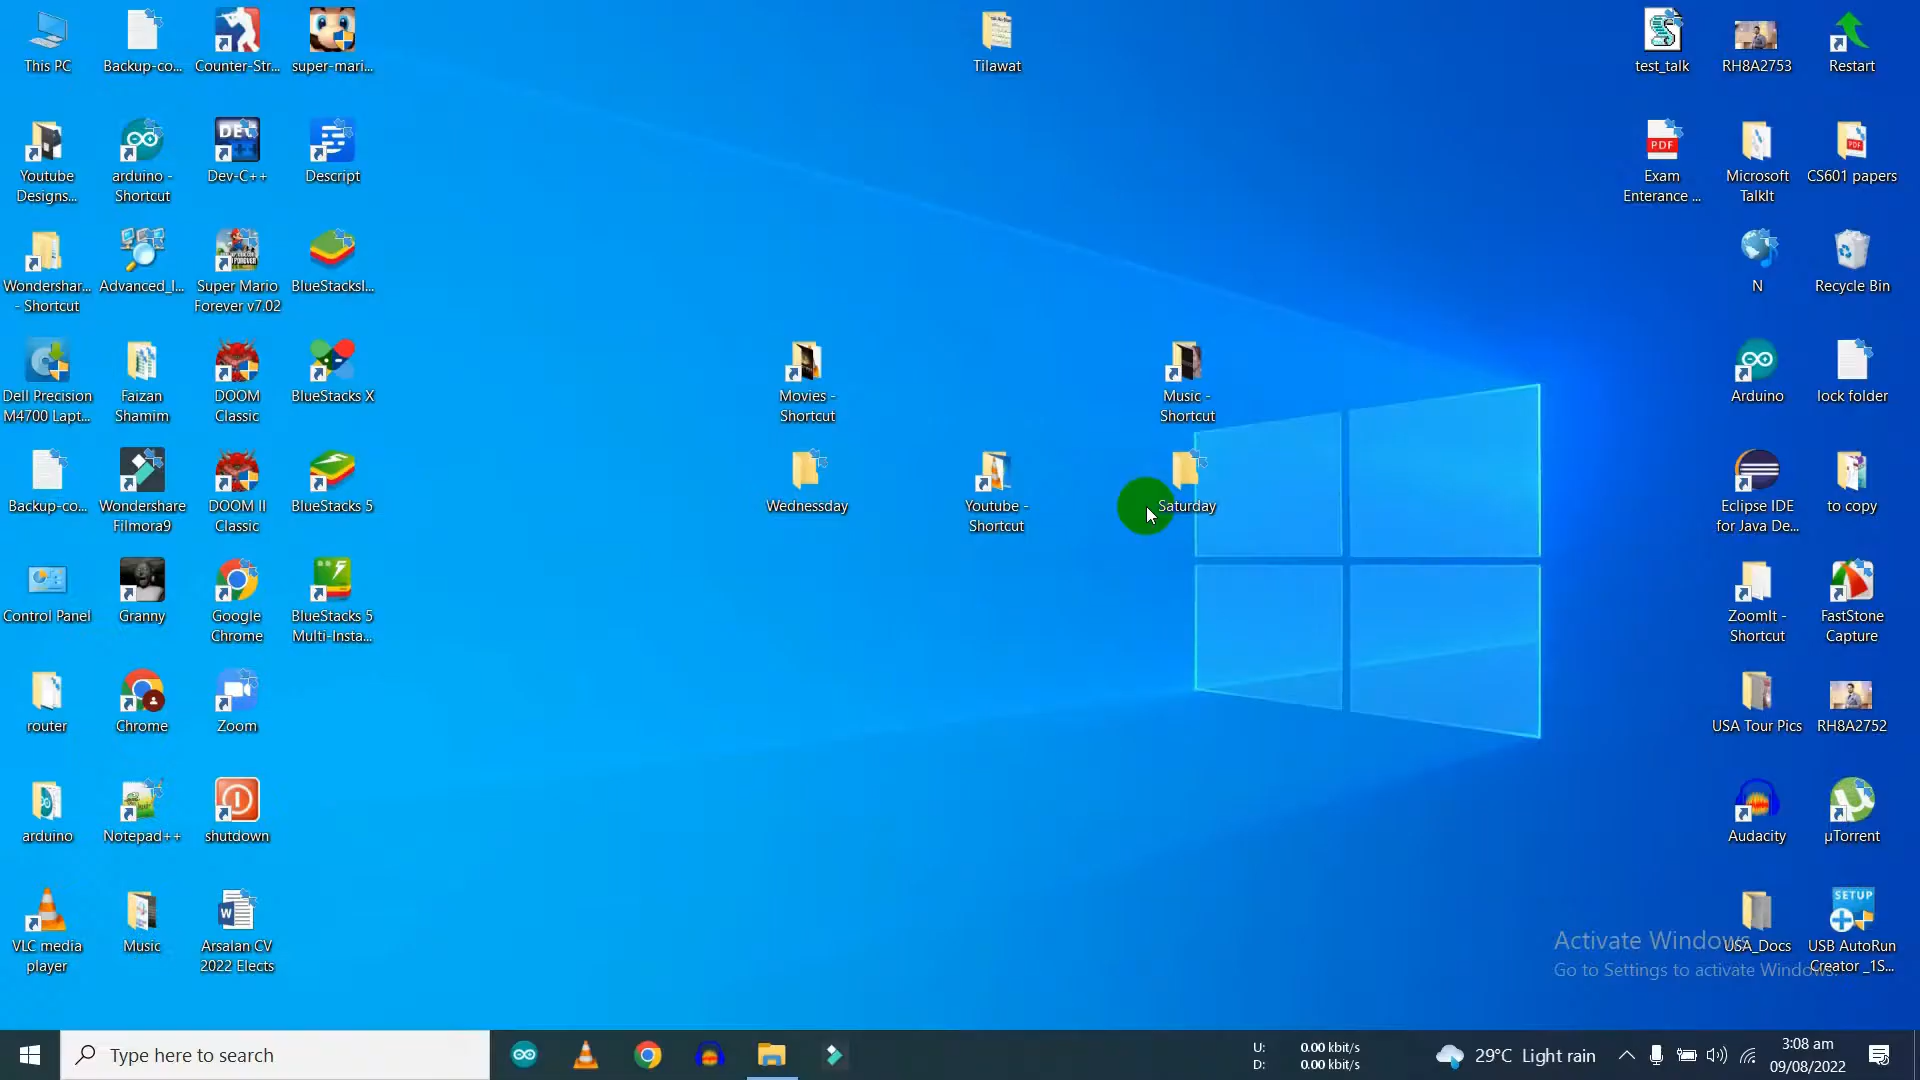 This PC
Backup-co...
Counter-Str...
super-mari...
Tilawat
test_talk
RH8A2753
Restart
Youtube
Designs...
arduino -
Shortcut
DEV
Dev-C++
Descript
PDF
Exam
Enterance ...
Microsoft
TalkIt
PDF
CS601 papers
Wondershar...
- Shortcut
Advanced_I...
Super Mario
Forever v7.02
BlueStacksI...
N
Recycle Bin
Dell Precision
M4700 Lapt...
Faizan
Shamim
DOOM
Classic
BlueStacks X
Movies -
Shortcut
Music -
Shortcut
Arduino
lock folder
Backup-co...
Wondershare
Filmora9
DOOM II
Classic
BlueStacks 5
Wednesday
Youtube -
Shortcut
Saturday
Eclipse IDE
for Java De...
to copy
Control Panel
Granny
Google
Chrome
BlueStacks 5
Multi-Insta...
ZoomIt -
Shortcut
FastStone
Capture
router
Chrome
Zoom
USA Tour Pics
RH8A2752
arduino
Notepad++
shutdown
Audacity
µTorrent
VLC media
player
Music
W
Arsalan CV
2022 Elects
USA_Docs
SETUP
USB AutoRun
Creator _1S...
Activate Windows
Go to Settings to activate Windows.
Type here to search
U: 0.00 kbit/s
D: 0.00 kbit/s
29°C Light rain
3:08 am
09/08/2022